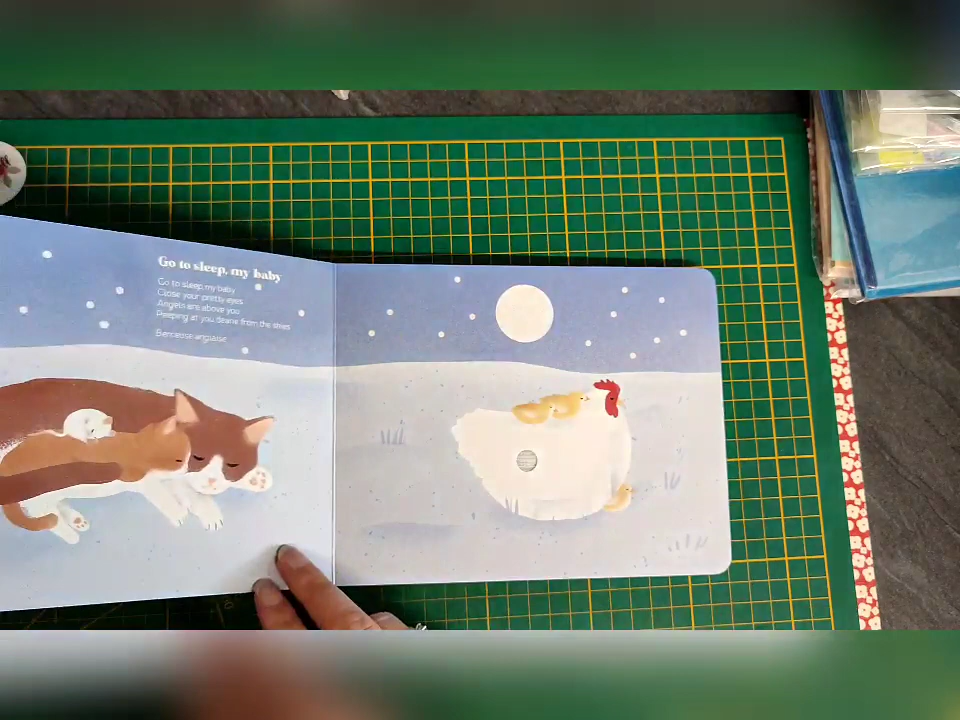 Go to sleep, my baby
Go to sleep my baby
Close your pretty eyes
Angels are above you
Peeping at you dearie from the skies
Berceuse anglaise